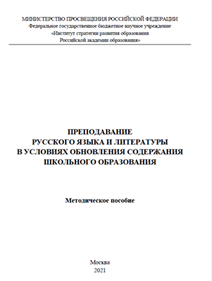 МИНИСТЕРСТВО ПРОСВЕЩЕНИЯ РОССИЙСКОЙ ФЕДЕРАЦИИ
Федеральное государственное бюджетное научное учреждение
«Институт стратегии развития образования
Российской академии образования»
ПРЕПОДАВАНИЕ
РУССКОГО ЯЗЫКА И ЛИТЕРАТУРЫ
В УСЛОВИЯХ ОБНОВЛЕНИЯ СОДЕРЖАНИЯ
ШКОЛЬНОГО ОБРАЗОВАНИЯ
Методическое пособие
Москва
2021